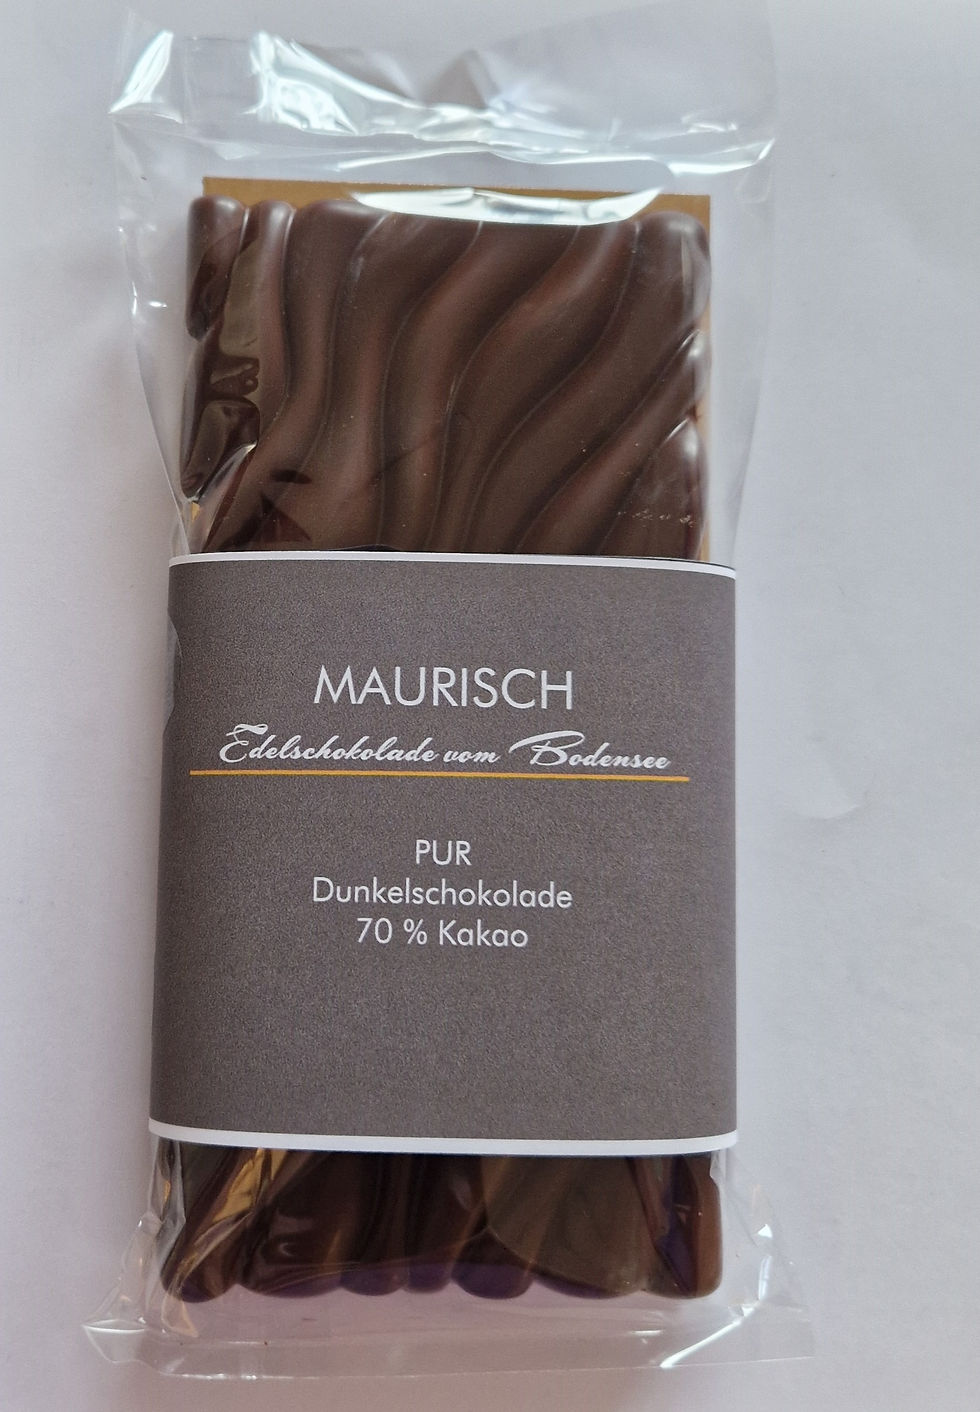 MAURISCH
Edelschokolade vom Bodensee
PUR
Dunkelschokolade
70 % Kakao